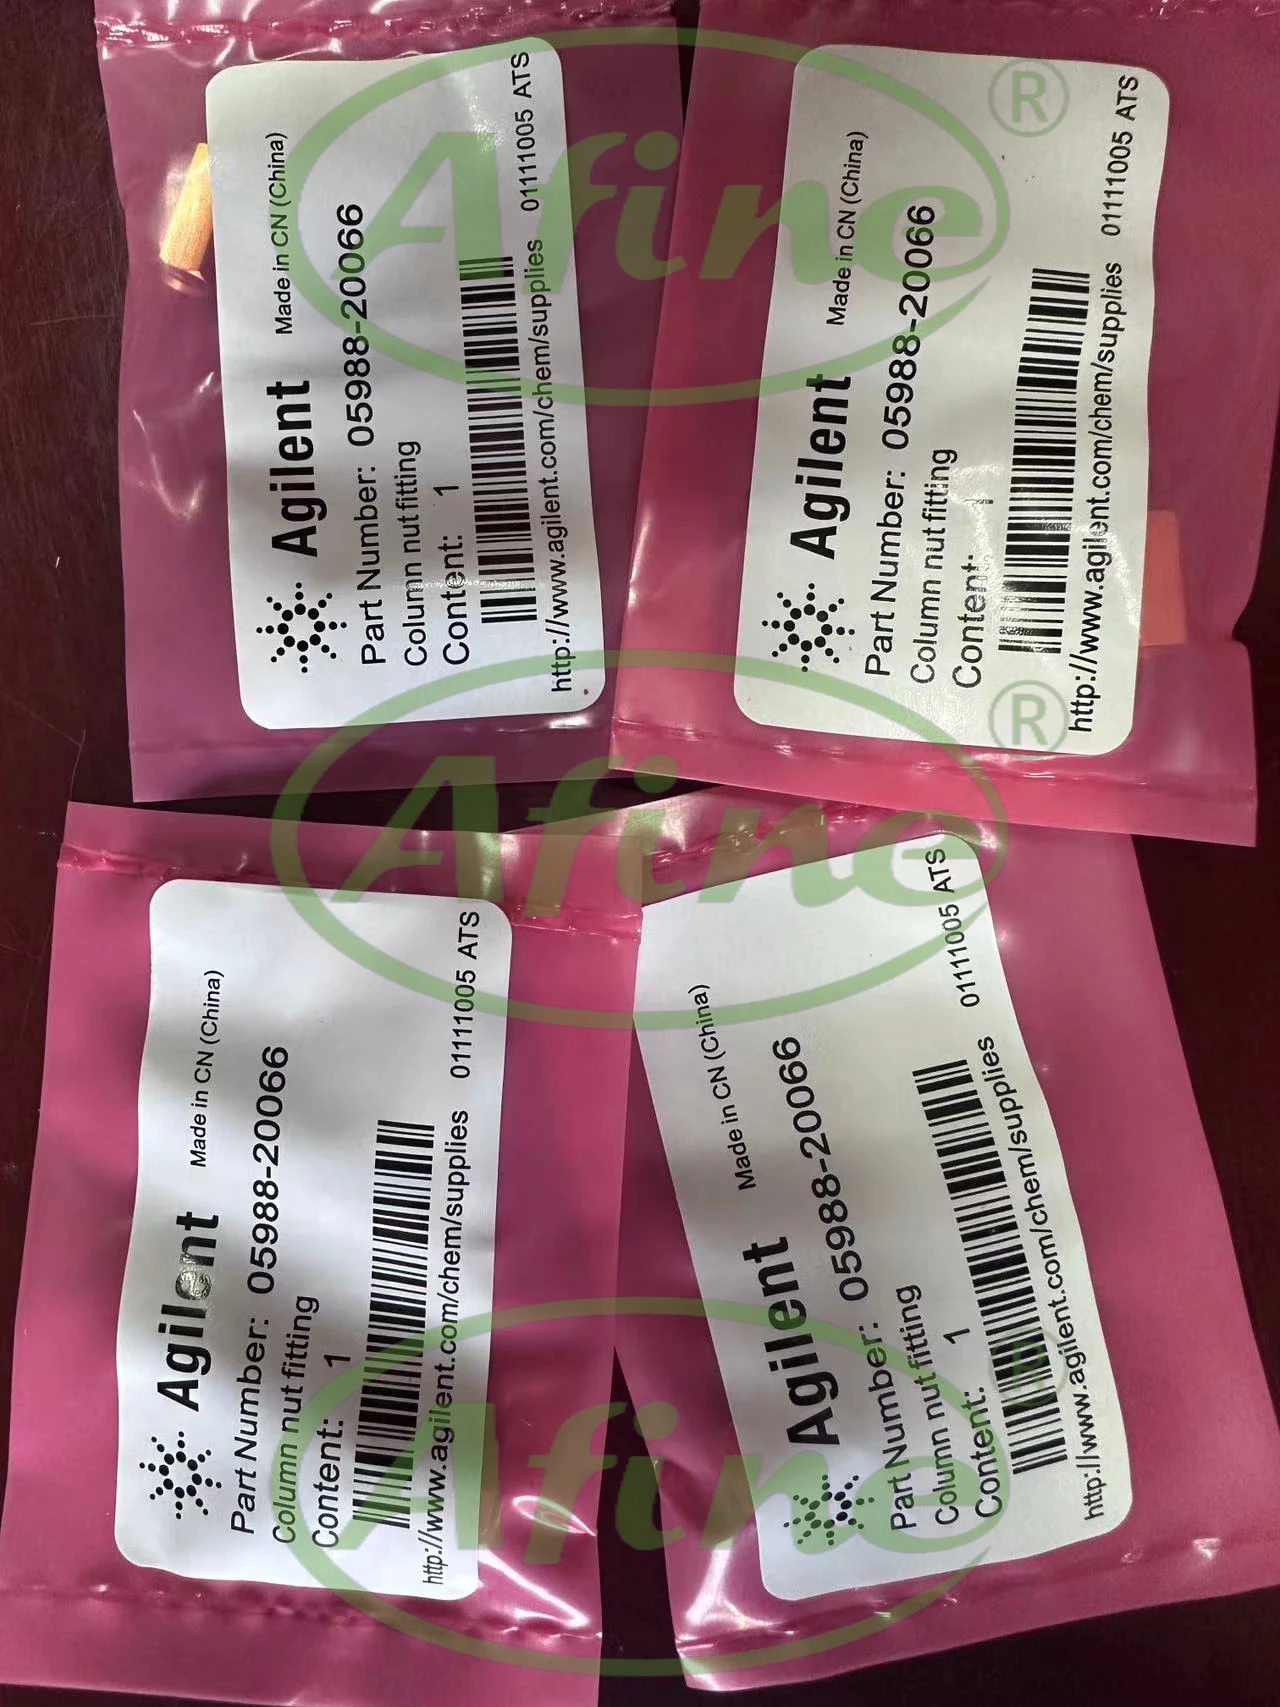 Agilent Made in CN (China)
Part Number: 05988-20066
Column nut fitting
Content: 1
http://www.agilent.com/chem/supplies 01111005 ATS
Agilent Made in CN (China)
Part Number: 05988-20066
Column nut fitting
Content: 1
http://www.agilent.com/chem/supplies 01111005 ATS
Agilent Made in CN (China)
Part Number: 05988-20066
Column nut fitting
Content: 1
http://www.agilent.com/chem/supplies 01111005 ATS
Agilent Made in CN (China)
Part Number: 05988-20066
Column nut fitting
Content: 1
http://www.agilent.com/chem/supplies 01111005 ATS
Afine ®
Afine ®
Afine ®